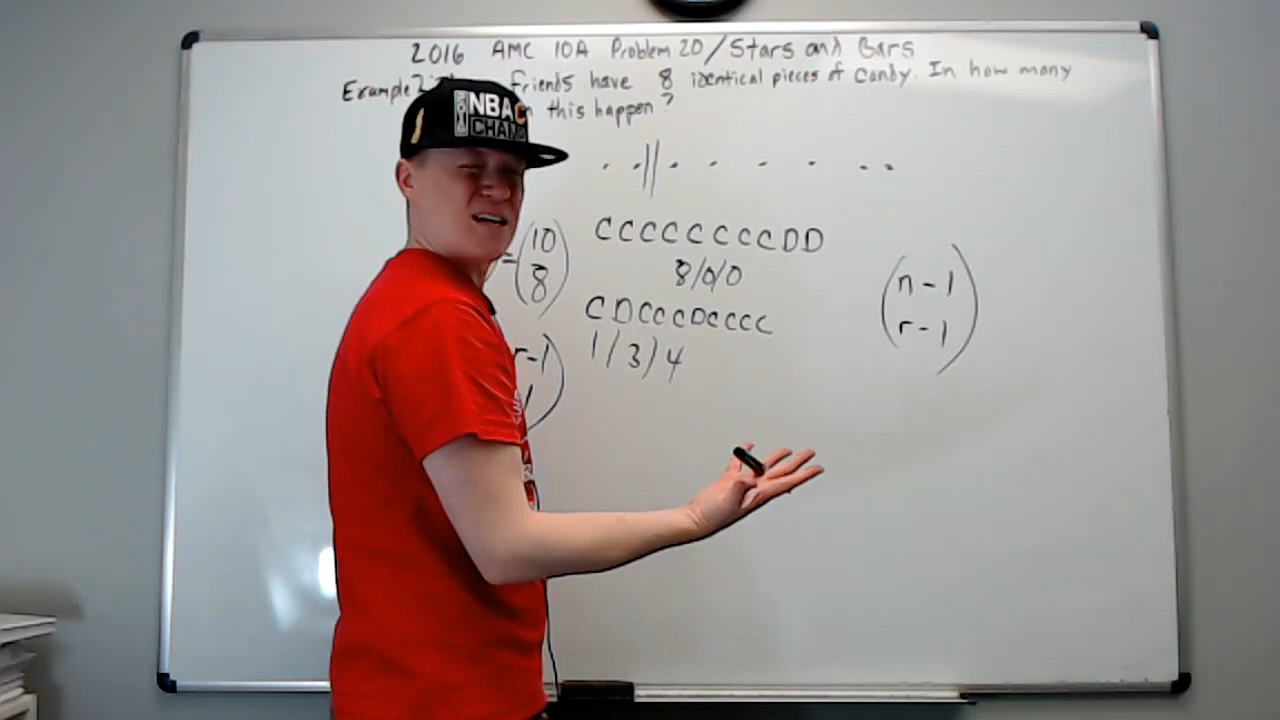 2016 AMC 10A Problem 20/Stars and Bars
Example friends have 8 identical pieces of candy. In how many
this happen?
NBA
CHAM
CCCCCCCCDD
=(10
8)
8/0/0
CDCCCDCCCC
1/3/4
r-1
(n-1
r-1)